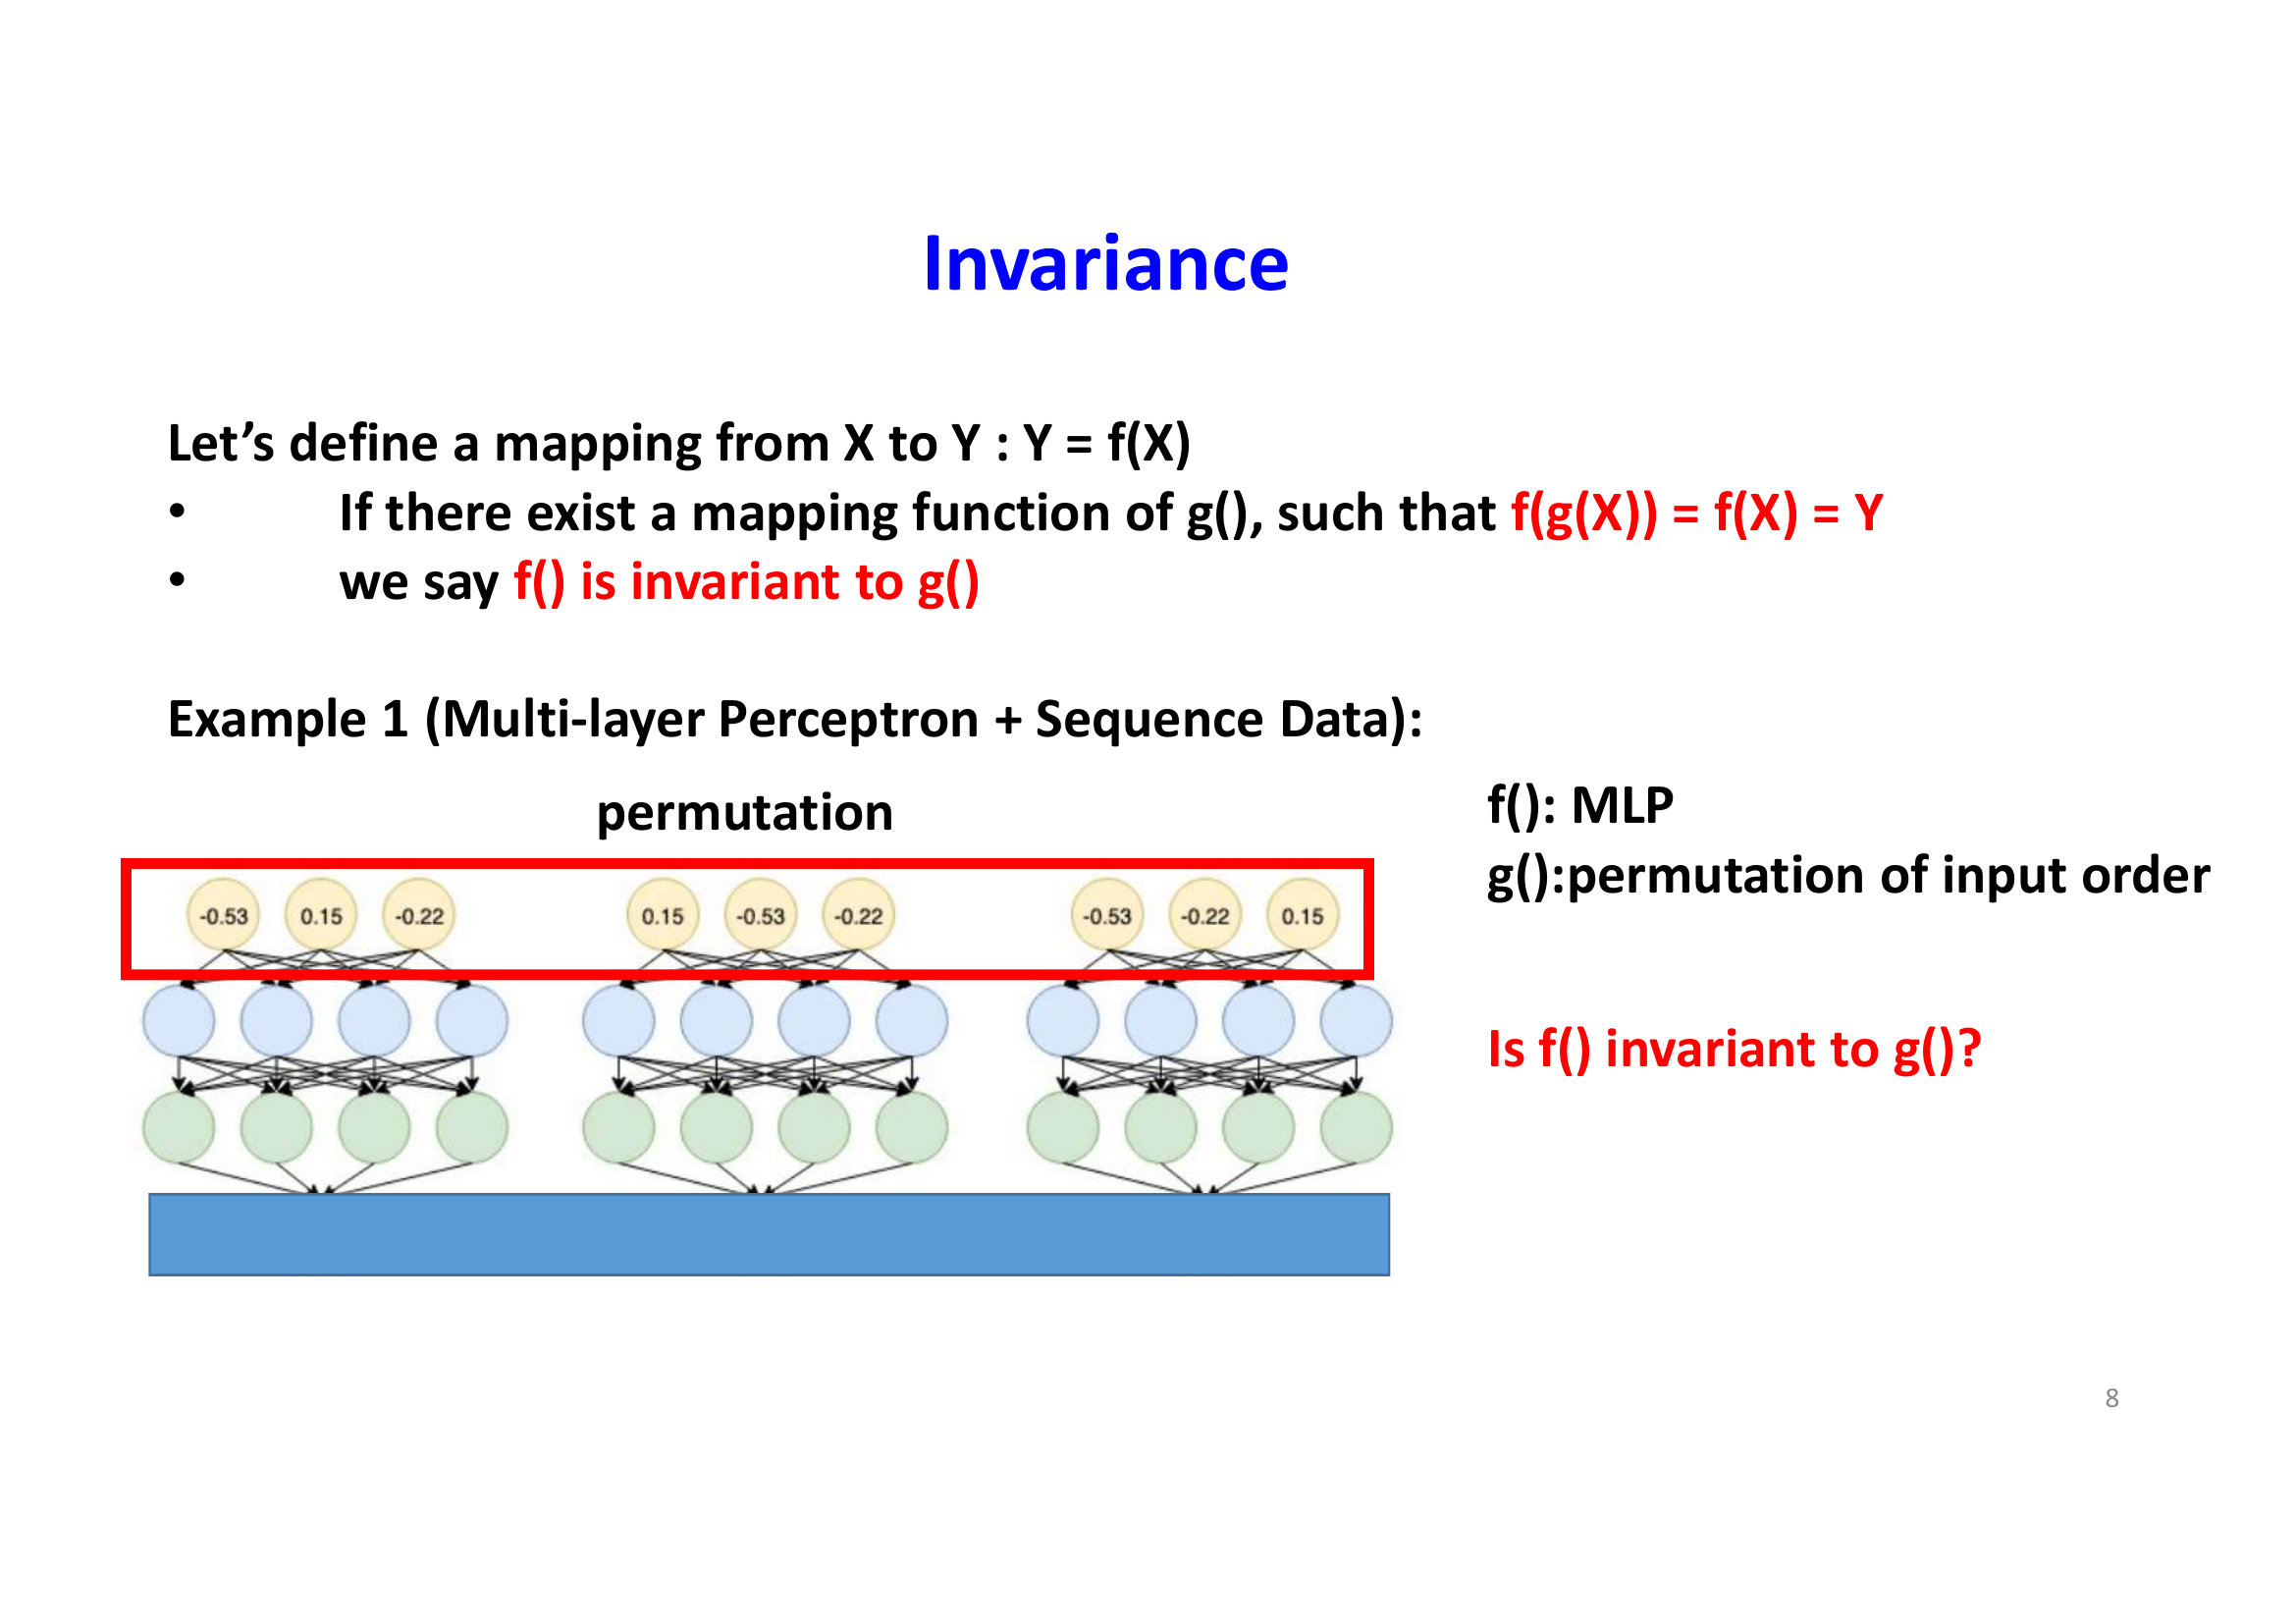 Invariance
Let’s define a mapping from X to Y : Y = f(X)
• If there exist a mapping function of g(), such that f(g(X)) = f(X) = Y
• we say f() is invariant to g()
Example 1 (Multi-layer Perceptron + Sequence Data):
permutation
-0.53 0.15 -0.22
0.15 -0.53 -0.22
-0.53 -0.22 0.15
f(): MLP
g():permutation of input order
Is f() invariant to g()?
8